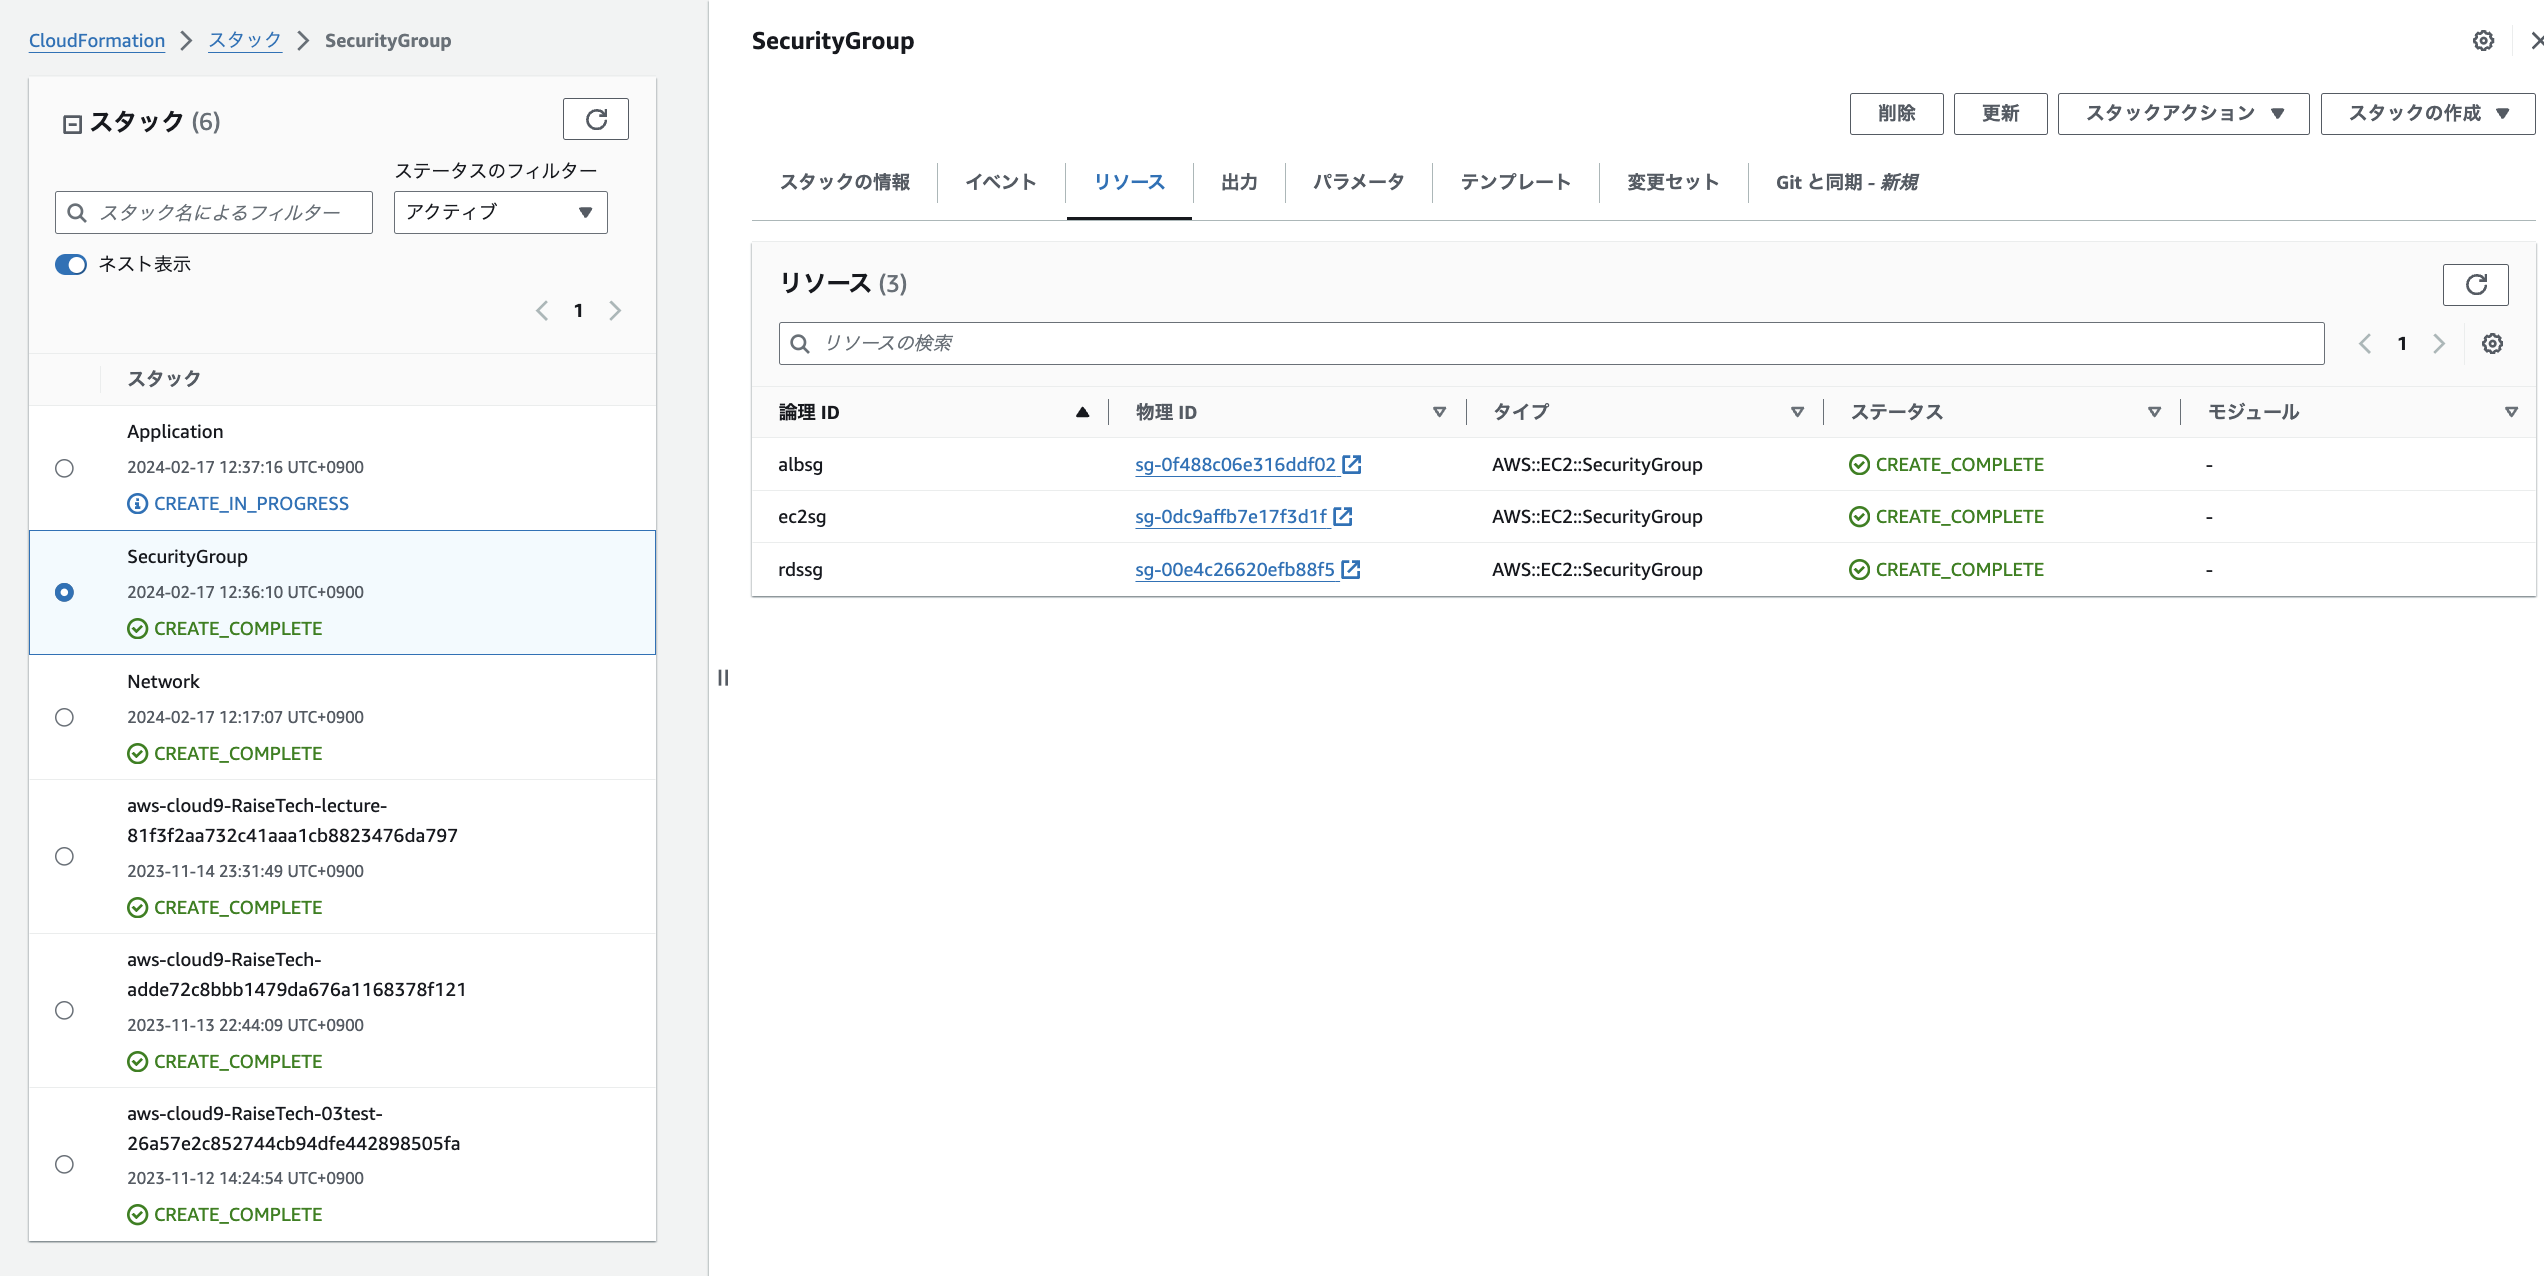 CloudFormation > スタック > SecurityGroup
スタック (6)
ステータスのフィルター
スタック名によるフィルター
アクティブ
ネスト表示
1
スタック
Application
2024-02-17 12:37:16 UTC+0900
CREATE_IN_PROGRESS
SecurityGroup
2024-02-17 12:36:10 UTC+0900
CREATE_COMPLETE
Network
2024-02-17 12:17:07 UTC+0900
CREATE_COMPLETE
aws-cloud9-RaiseTech-lecture-
81f3f2aa732c41aaa1cb8823476da797
2023-11-14 23:31:49 UTC+0900
CREATE_COMPLETE
aws-cloud9-RaiseTech-
adde72c8bbb1479da676a1168378f121
2023-11-13 22:44:09 UTC+0900
CREATE_COMPLETE
aws-cloud9-RaiseTech-03test-
26a57e2c852744cb94dfe442898505fa
2023-11-12 14:24:54 UTC+0900
CREATE_COMPLETE
SecurityGroup
削除 更新 スタックアクション スタックの作成
スタックの情報 イベント リソース 出力 パラメータ テンプレート 変更セット Git と同期 - 新規
リソース (3)
リソースの検索
1
論理 ID 物理 ID タイプ ステータス モジュール
albsg sg-0f488c06e316ddf02 AWS::EC2::SecurityGroup CREATE_COMPLETE -
ec2sg sg-0dc9affb7e17f3d1f AWS::EC2::SecurityGroup CREATE_COMPLETE -
rdssg sg-00e4c26620efb88f5 AWS::EC2::SecurityGroup CREATE_COMPLETE -